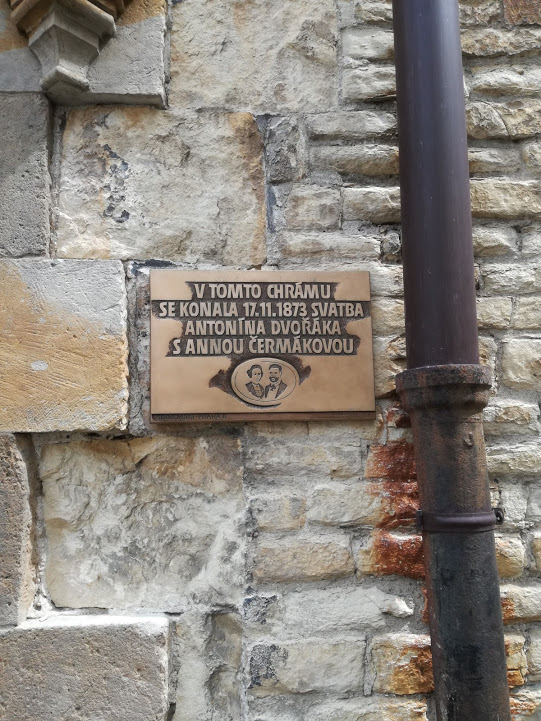 V TOMTO CHRÁMU
SE KONALA 17.11.1873 SVATBA
ANTONÍNA DVOŘÁKA
S ANNOU ČERMÁKOVOU